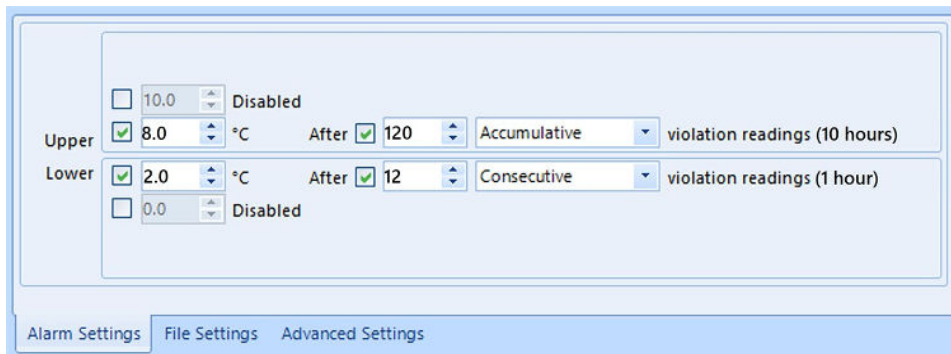 10.0 Disabled
Upper 8.0 °C After 120 Accumulative violation readings (10 hours)
Lower 2.0 °C After 12 Consecutive violation readings (1 hour)
0.0 Disabled
Alarm Settings File Settings Advanced Settings